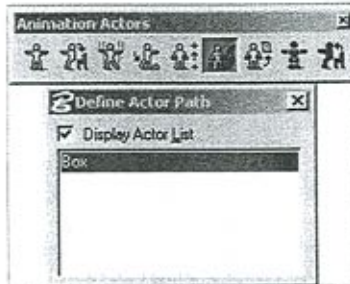 Animation Actors
Define Actor Path
Display Actor List
Box